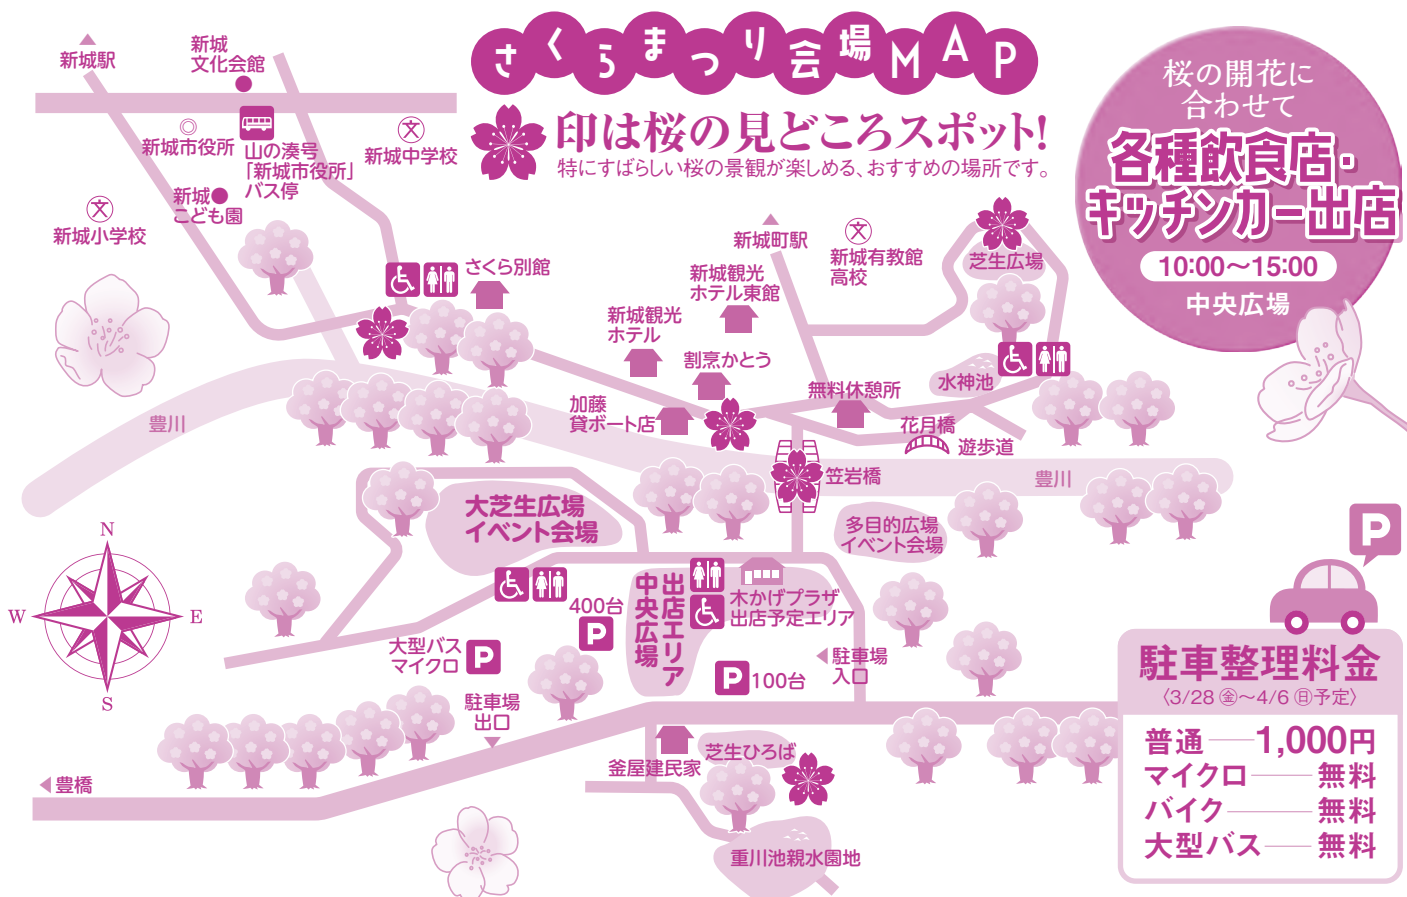 さくらまつり会場MAP
印は桜の見どころスポット!
特にすばらしい桜の景観が楽しめる、おすすめの場所です。
桜の開花に
合わせて
各種飲食店・
キッチンカー出店
10:00〜15:00
中央広場
新城駅
新城
文化会館
新城市役所
山の湊号
「新城市役所」
バス停
新城中学校
文
新城
こども園
文
新城小学校
さくら別館
新城町駅
文
新城有教館
高校
芝生広場
新城観光
ホテル東館
新城観光
ホテル
割烹かとう
無料休憩所
水神池
加藤
貸ボート店
花月橋
遊歩道
豊川
笠岩橋
豊川
大芝生広場
イベント会場
多目的広場
イベント会場
N
W
E
S
400台
P
出店エリア
中央広場
木かげプラザ
出店予定エリア
大型バス
マイクロ
P
駐車場
入口
P
100台
駐車場
出口
釜屋建民家
芝生ひろば
豊橋
重川池親水園地
P
駐車整理料金
〈3/28㊎〜4/6㊐予定〉
普通 1,000円
マイクロ 無料
バイク 無料
大型バス 無料